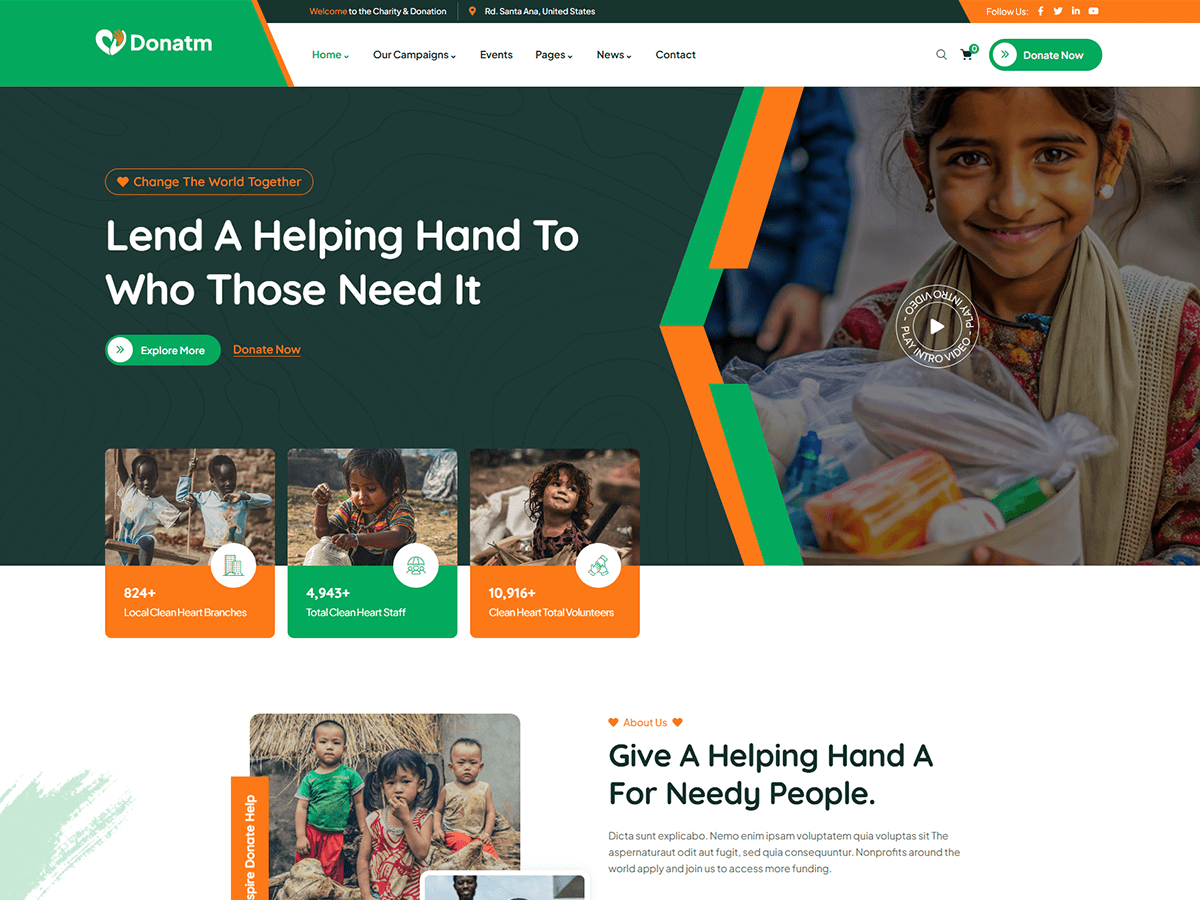 Welcome to the Charity & Donation
Rd. Santa Ana, United States
Follow Us:
Donatm
Home
Our Campaigns
Events
Pages
News
Contact
0
Donate Now
Change The World Together
Lend A Helping Hand To
Who Those Need It
Explore More
Donate Now
PLAY INTRO VIDEO - PLAY INTRO VIDEO -
824+
Local Clean Heart Branches
4,943+
Total Clean Heart Staff
10,916+
Clean Heart Total Volunteers
About Us
Give A Helping Hand A
For Needy People.
Dicta sunt explicabo. Nemo enim ipsam voluptatem quia voluptas sit The
aspernaturaut odit aut fugit, sed quia consequuntur. Nonprofits around the
world apply and join us to access more funding.
spire Donate Help